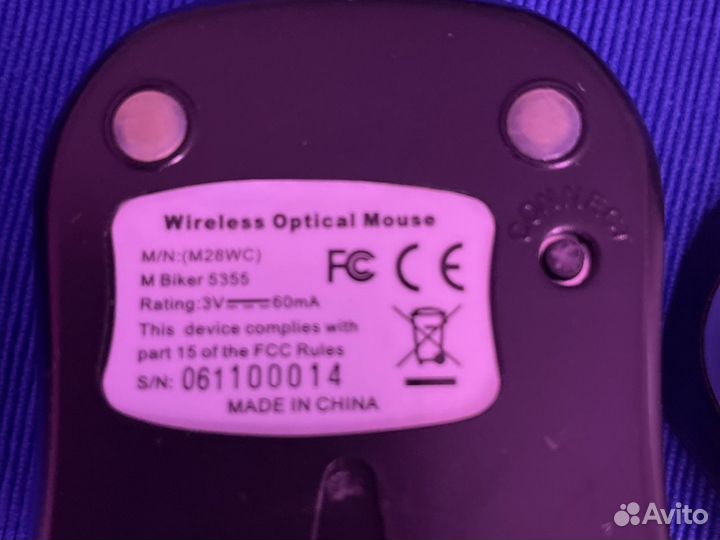 Wireless Optical Mouse
M/N:(M28WC)
M Biker 5355
Rating:3V 60mA
This device complies with
part 15 of the FCC Rules
S/N: 061100014
MADE IN CHINA
FC CE
CONNECT
Avito